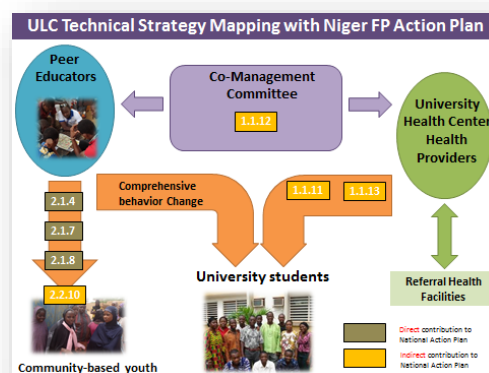 ULC Technical Strategy Mapping with Niger FP Action Plan
Peer
Educators
Co-Management
Committee
1.1.12
University
Health Center
Health
Providers
2.1.4
2.1.7
2.1.8
2.2.10
Comprehensive
behavior Change
1.1.11
1.1.13
University students
Referral Health
Facilities
Community-based youth
Direct contribution to
National Action Plan
Indirect contribution to
National Action Plan